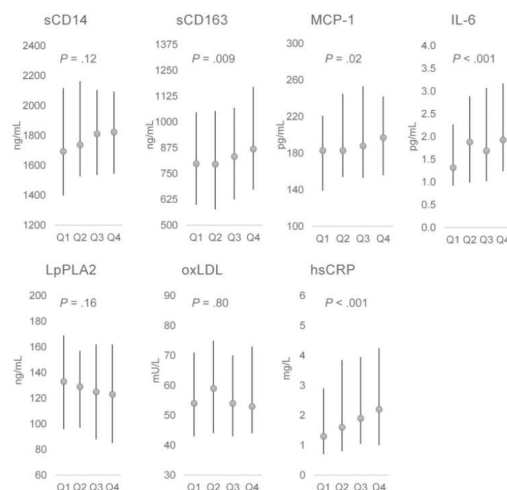 sCD14
2400
2200
2000
1800
1600
1400
1200
ng/mL
P = .12
Q1 Q2 Q3 Q4
sCD163
1375
1250
1125
1000
875
750
625
500
ng/mL
P = .009
Q1 Q2 Q3 Q4
MCP-1
300
260
220
180
140
100
pg/mL
P = .02
Q1 Q2 Q3 Q4
IL-6
4.0
3.5
3.0
2.5
2.0
1.5
1.0
0.5
0.0
pg/mL
P < .001
Q1 Q2 Q3 Q4
LpPLA2
200
180
160
140
120
100
80
60
ng/mL
P = .16
Q1 Q2 Q3 Q4
oxLDL
90
80
70
60
50
40
30
mU/L
P = .80
Q1 Q2 Q3 Q4
hsCRP
6
5
4
3
2
1
0
mg/L
P < .001
Q1 Q2 Q3 Q4